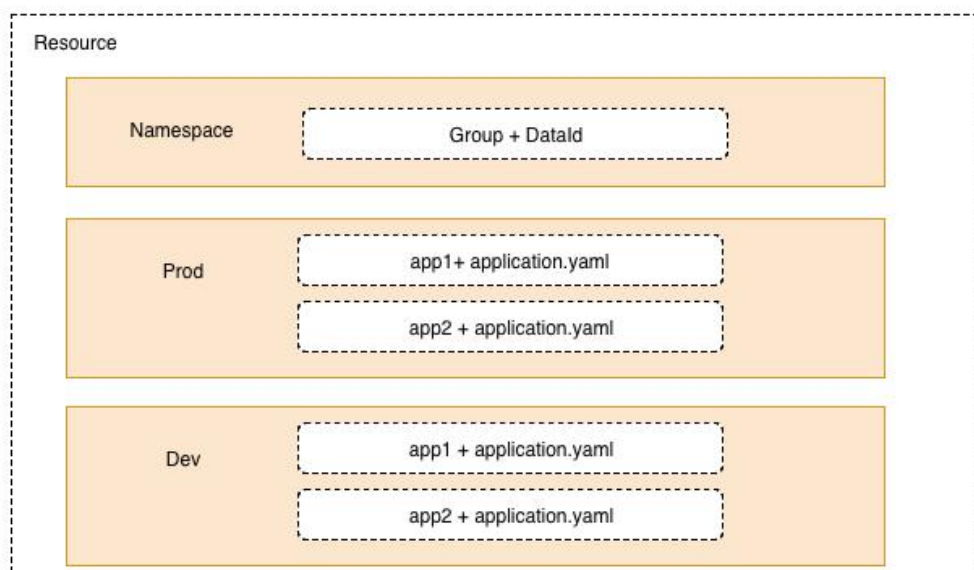 Resource
Namespace
Group + DataId
Prod
app1+ application.yaml
app2 + application.yaml
Dev
app1 + application.yaml
app2 + application.yaml